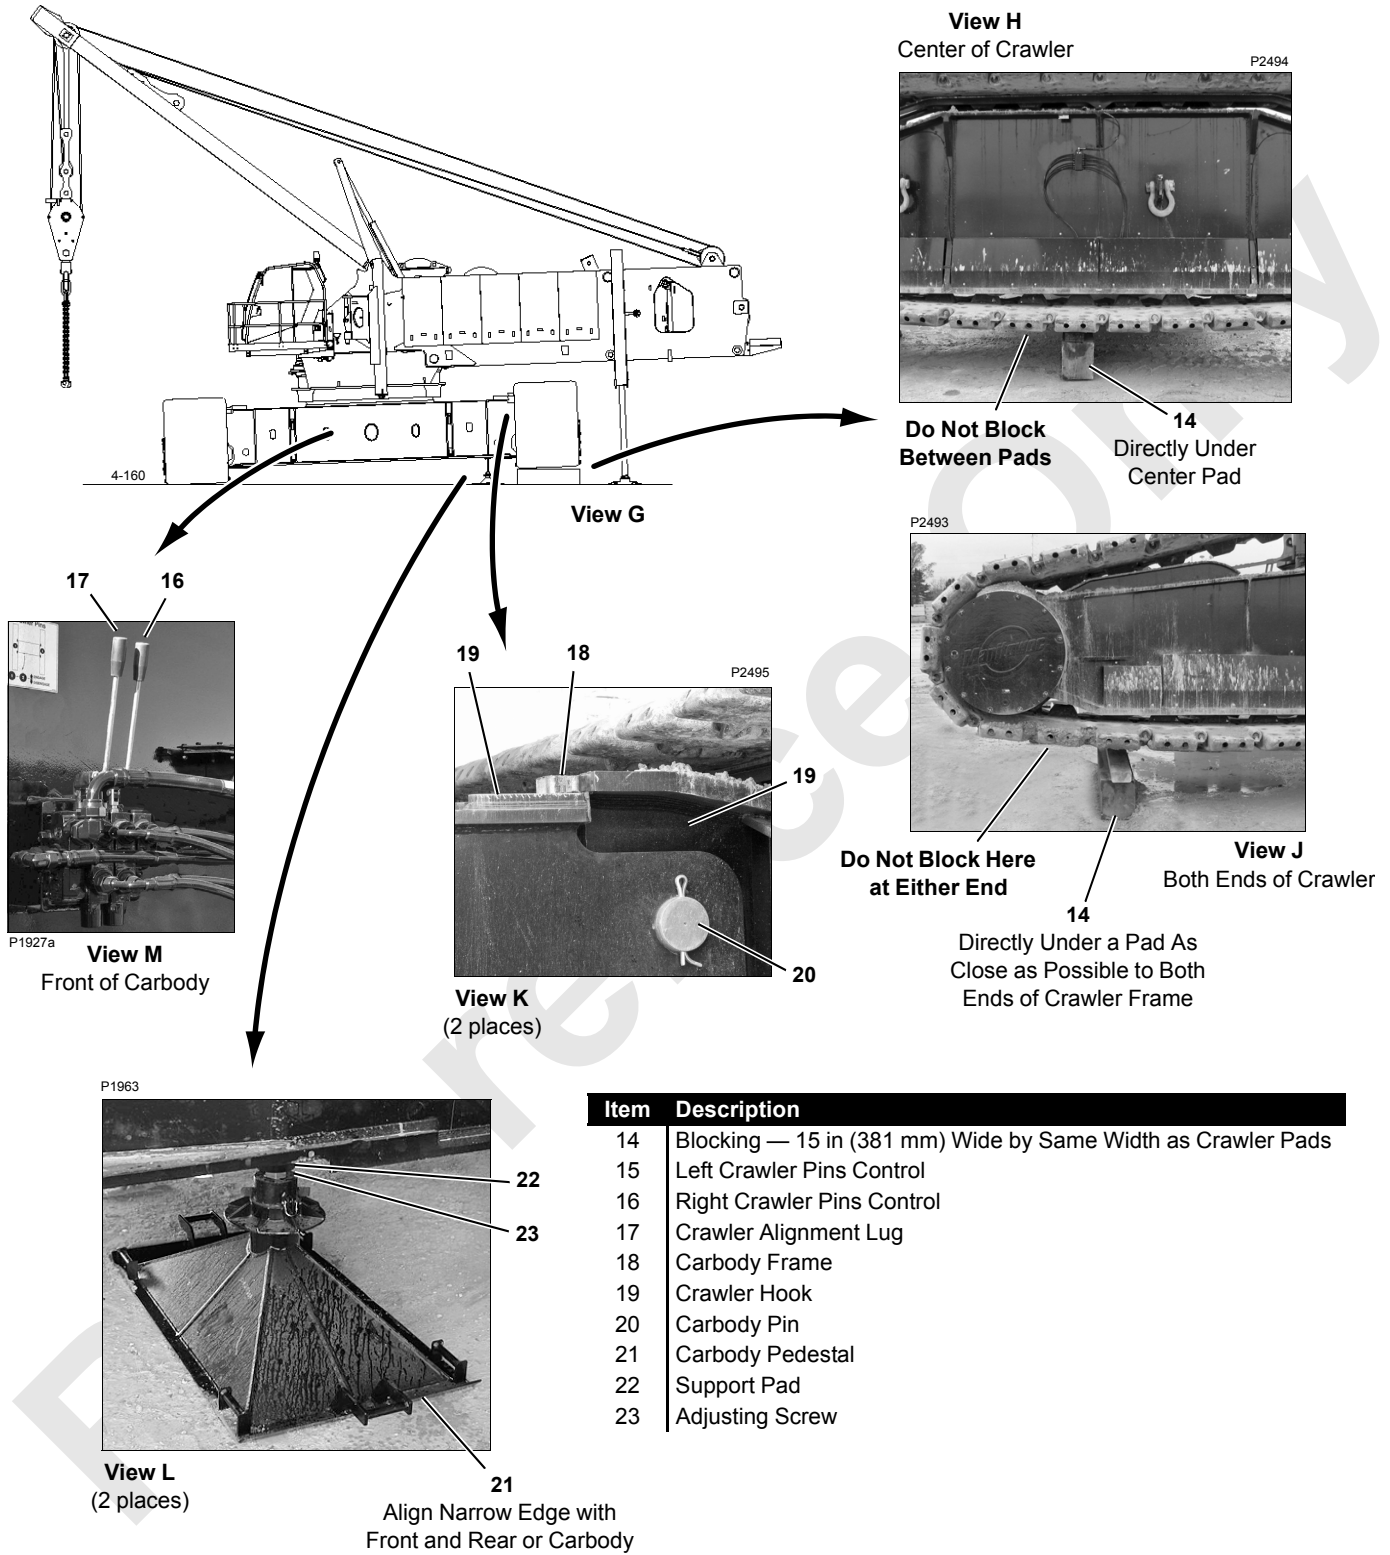 View H
Center of Crawler
P2494
Do Not Block
Between Pads
14
Directly Under
Center Pad
4-160
View G
P2493
17
16
19
18
P2495
19
20
Do Not Block Here
at Either End
View J
Both Ends of Crawler
14
Directly Under a Pad As
Close as Possible to Both
Ends of Crawler Frame
P1927a
View M
Front of Carbody
View K
(2 places)
P1963
22
23
View L
(2 places)
21
Align Narrow Edge with
Front and Rear or Carbody
Item Description
14 Blocking — 15 in (381 mm) Wide by Same Width as Crawler Pads
15 Left Crawler Pins Control
16 Right Crawler Pins Control
17 Crawler Alignment Lug
18 Carbody Frame
19 Crawler Hook
20 Carbody Pin
21 Carbody Pedestal
22 Support Pad
23 Adjusting Screw